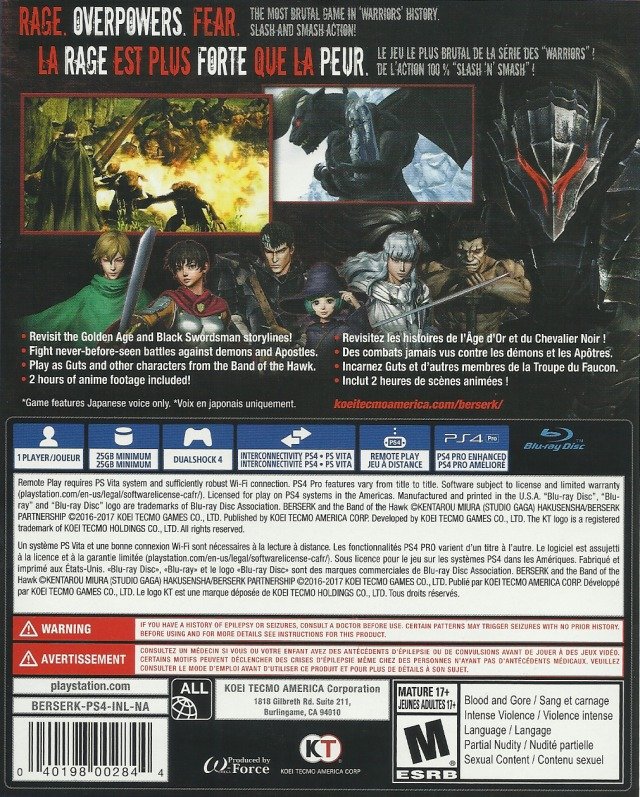 RAGE. OVERPOWERS. FEAR.
THE MOST BRUTAL GAME IN 'WARRIORS' HISTORY.
SLASH AND SMASH ACTION!
LA RAGE EST PLUS FORTE QUE LA PEUR.
LE JEU LE PLUS BRUTAL DE LA SÉRIE DES "WARRIORS" !
DE L'ACTION 100 % "SLASH 'N' SMASH" !
• Revisit the Golden Age and Black Swordsman storylines!
• Fight never-before-seen battles against demons and Apostles.
• Play as Guts and other characters from the Band of the Hawk.
• 2 hours of anime footage included!
*Game features Japanese voice only. *Voix en japonais uniquement.
• Revisitez les histoires de l'Âge d'Or et du Chevalier Noir !
• Des combats jamais vus contre les démons et les Apôtres.
• Incarnez Guts et d'autres membres de la Troupe du Faucon.
• Inclut 2 heures de scènes animées !
koeitecmoamerica.com/berserk/
1 PLAYER/JOUEUR
25GB MINIMUM
25GB MINIMUM
DUALSHOCK 4
INTERCONNECTIVITY PS4 • PS VITA
INTERCONNECTIVITÉ PS4 • PS VITA
PS4
REMOTE PLAY
JEU À DISTANCE
PS4 Pro
PS4 PRO ENHANCED
PS4 PRO AMÉLIORÉ
Blu-ray Disc
Remote Play requires PS Vita system and sufficiently robust Wi-Fi connection. PS4 Pro features vary from title to title. Software subject to license and limited warranty
(playstation.com/en-us/legal/softwarelicense-cafr/). Licensed for play on PS4 systems in the Americas. Manufactured and printed in the U.S.A. "Blu-ray Disc", "Blu-
ray" and "Blu-ray Disc" logo are trademarks of Blu-ray Disc Association. BERSERK and the Band of the Hawk ©KENTAROU MIURA (STUDIO GAGA) HAKUSENSHA/BERSERK
PARTNERSHIP ©2016-2017 KOEI TECMO GAMES CO., LTD. Published by KOEI TECMO AMERICA CORP. Developed by KOEI TECMO GAMES CO., LTD. The KT logo is a registered
trademark of KOEI TECMO HOLDINGS CO., LTD. All rights reserved.
Un système PS Vita et une bonne connexion Wi-Fi sont nécessaires à la lecture à distance. Les fonctionnalités PS4 PRO varient d'un titre à l'autre. Le logiciel est assujetti
à la licence et à la garantie limitée (playstation.com/en-us/legal/softwarelicense-cafr/). Sous licence pour le jeu sur les systèmes PS4 dans les Amériques. Fabriqué et
imprimé aux États-Unis. «Blu-ray Disc», «Blu-ray» et le logo «Blu-ray Disc» sont des marques commerciales de Blu-ray Disc Association. BERSERK and the Band of the
Hawk ©KENTAROU MIURA (STUDIO GAGA) HAKUSENSHA/BERSERK PARTNERSHIP ©2016-2017 KOEI TECMO GAMES CO., LTD. Publié par KOEI TECMO AMERICA CORP. Développé
par KOEI TECMO GAMES CO., LTD. Le logo KT est une marque déposée de KOEI TECMO HOLDINGS CO., LTD. Tous droits réservés.
WARNING
IF YOU HAVE A HISTORY OF EPILEPSY OR SEIZURES, CONSULT A DOCTOR BEFORE USE. CERTAIN PATTERNS MAY TRIGGER SEIZURES WITH NO PRIOR HISTORY.
BEFORE USING AND FOR MORE DETAILS SEE INSTRUCTIONS FOR THIS PRODUCT.
AVERTISSEMENT
CONSULTEZ UN MÉDECIN SI VOUS OU VOTRE ENFANT AVEZ DES ANTÉCÉDENTS D'ÉPILEPSIE OU DE CONVULSIONS AVANT DE JOUER À DES JEUX VIDÉO.
CERTAINS MOTIFS PEUVENT DÉCLENCHER DES CRISES D'ÉPILEPSIE MÊME CHEZ DES PERSONNES N'AYANT PAS D'ANTÉCÉDENTS MÉDICAUX. VEUILLEZ
CONSULTER LE MODE D'EMPLOI AVANT D'UTILISER CE PRODUIT ET POUR PLUS DE DÉTAILS À SON SUJET.
playstation.com
BERSERK-PS4-INL-NA
0 40198 00284 4
ALL
KOEI TECMO AMERICA Corporation
1818 Gilbreth Rd. Suite 211,
Burlingame, CA 94010
Produced by
ω-Force
KT
KOEI TECMO AMERICA CORP
MATURE 17+
JEUNES ADULTES 17+
M
ESRB
Blood and Gore / Sang et carnage
Intense Violence / Violence intense
Language / Langage
Partial Nudity / Nudité partielle
Sexual Content / Contenu sexuel